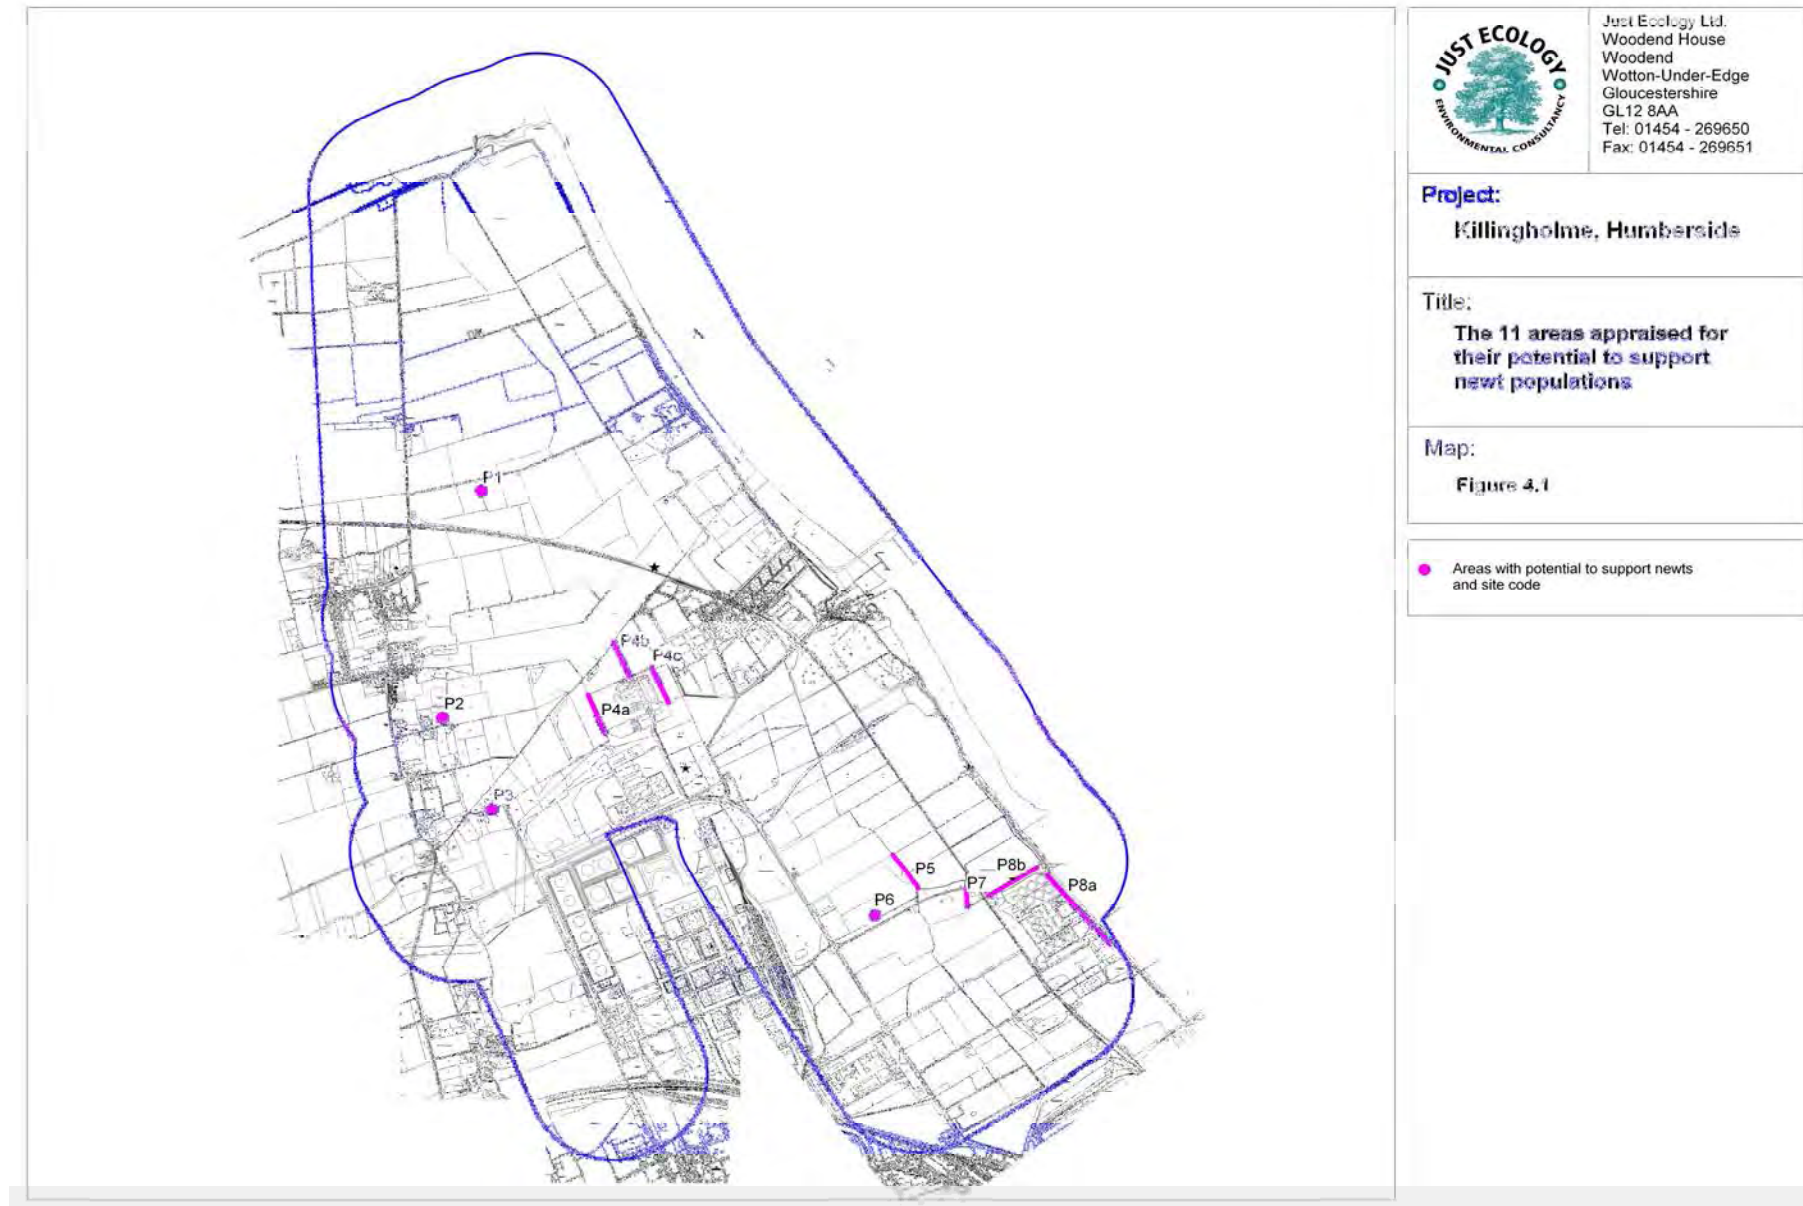 JUST ECOLOGY
ENVIRONMENTAL CONSULTANCY
Just Ecology Ltd.
Woodend House
Woodend
Wotton-Under-Edge
Gloucestershire
GL12 8AA
Tel: 01454 - 269650
Fax: 01454 - 269651
Project:
Killingholme, Humberside
Title:
The 11 areas appraised for
their potential to support
newt populations
Map:
Figure 4.1
Areas with potential to support newts
and site code
P1
P4b
P4c
P2
P4a
P3
P5
P8b
P7
P8a
P6